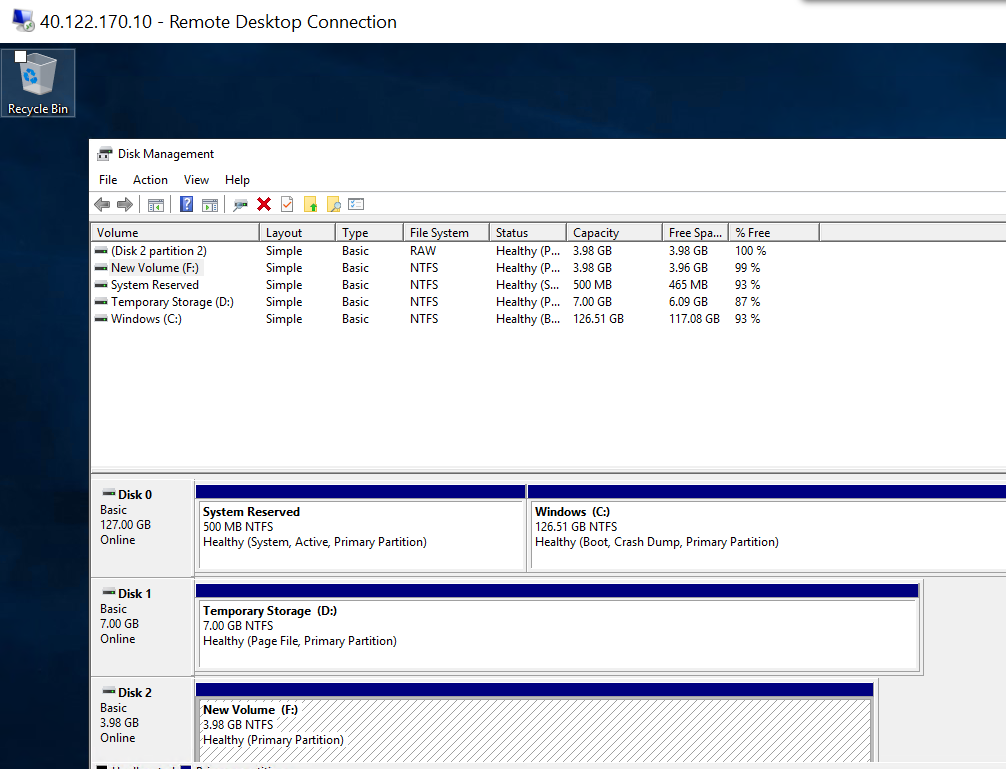 40.122.170.10 - Remote Desktop Connection
Recycle Bin
Disk Management
File Action View Help
Volume Layout Type File System Status Capacity Free Spa... % Free
(Disk 2 partition 2) Simple Basic RAW Healthy (P... 3.98 GB 3.98 GB 100 %
New Volume (F:) Simple Basic NTFS Healthy (P... 3.98 GB 3.96 GB 99 %
System Reserved Simple Basic NTFS Healthy (S... 500 MB 465 MB 93 %
Temporary Storage (D:) Simple Basic NTFS Healthy (P... 7.00 GB 6.09 GB 87 %
Windows (C:) Simple Basic NTFS Healthy (B... 126.51 GB 117.08 GB 93 %
Disk 0
Basic
127.00 GB
Online
System Reserved
500 MB NTFS
Healthy (System, Active, Primary Partition)
Windows (C:)
126.51 GB NTFS
Healthy (Boot, Crash Dump, Primary Partition)
Disk 1
Basic
7.00 GB
Online
Temporary Storage (D:)
7.00 GB NTFS
Healthy (Page File, Primary Partition)
Disk 2
Basic
3.98 GB
Online
New Volume (F:)
3.98 GB NTFS
Healthy (Primary Partition)